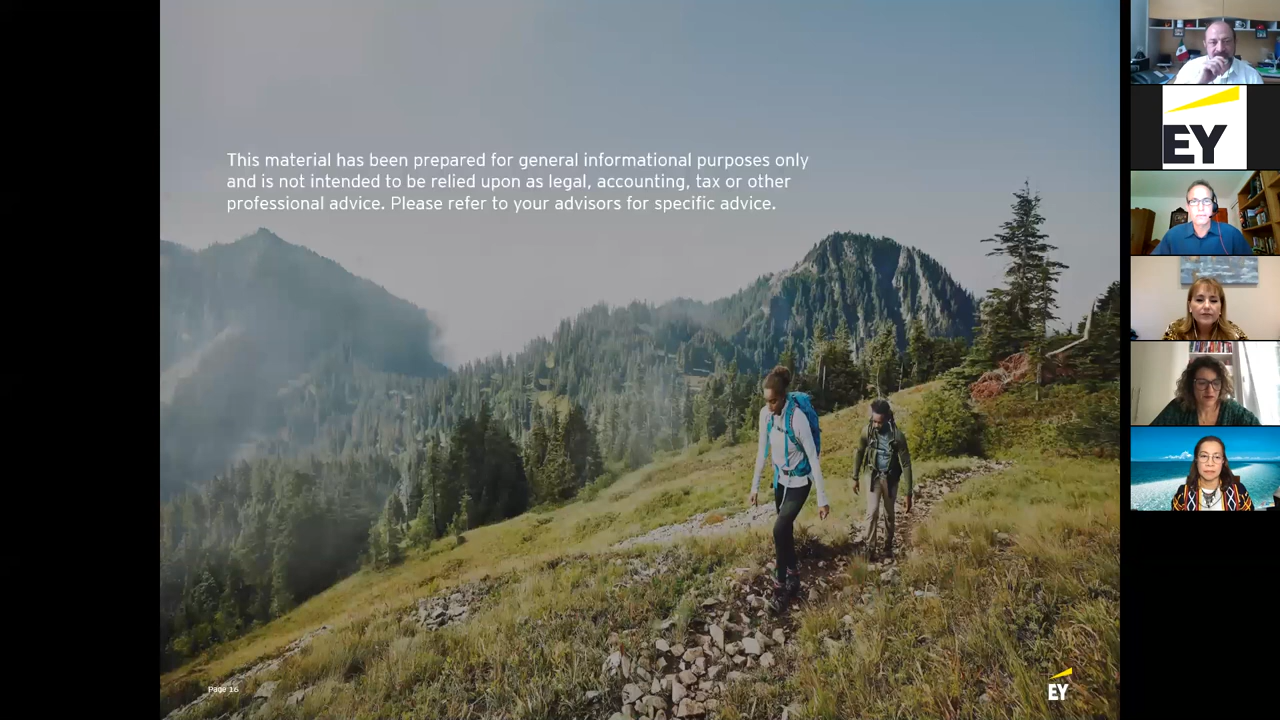 This material has been prepared for general informational purposes only
and is not intended to be relied upon as legal, accounting, tax or other
professional advice. Please refer to your advisors for specific advice.
Page 16
EY
EY